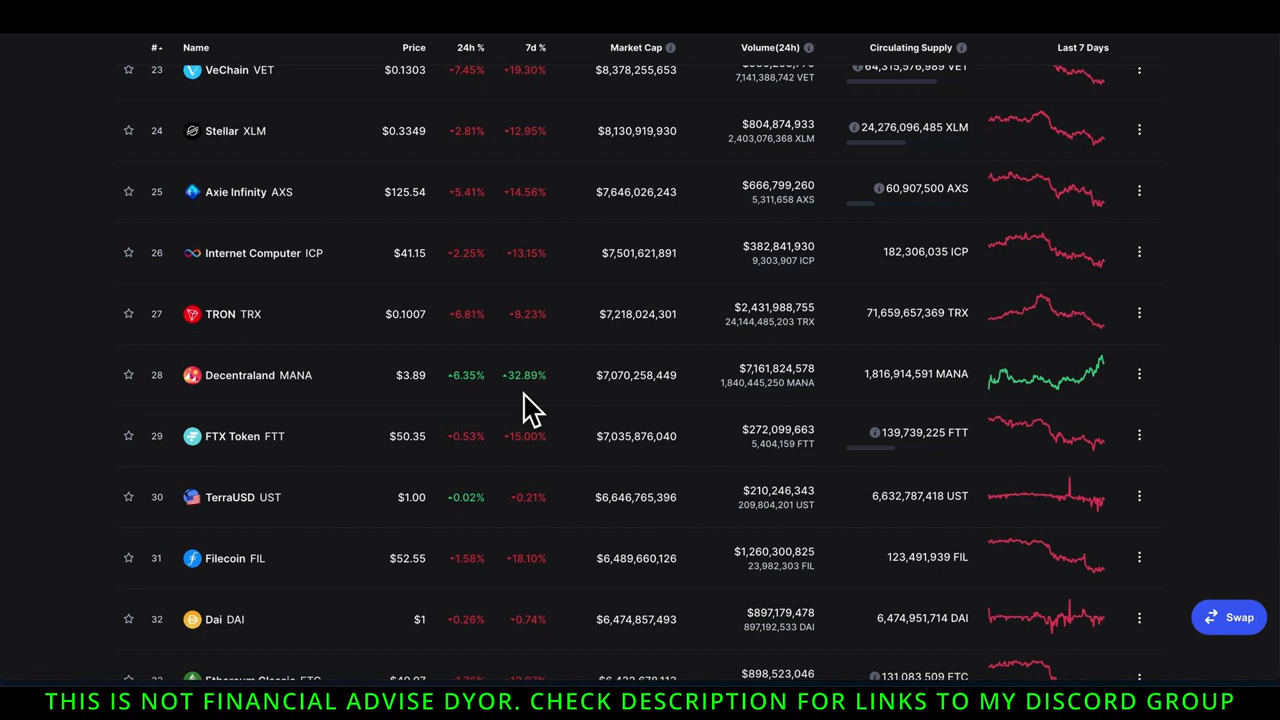 # Name Price 24h % 7d % Market Cap Volume(24h) Circulating Supply Last 7 Days
23 VeChain VET $0.1303 7.45% 19.30% $8,378,255,653 64,315,576,989 VET
7,141,388,742 VET
24 Stellar XLM $0.3349 2.81% 12.95% $8,130,919,930 $804,874,933 24,276,096,485 XLM
2,403,076,368 XLM
25 Axie Infinity AXS $125.54 5.41% 14.56% $7,646,026,243 $666,799,260 60,907,500 AXS
5,311,658 AXS
26 Internet Computer ICP $41.15 2.25% 13.15% $7,501,621,891 $382,841,930 182,306,035 ICP
9,303,907 ICP
27 TRON TRX $0.1007 6.81% 8.23% $7,218,024,301 $2,431,988,755 71,659,657,369 TRX
24,144,485,203 TRX
28 Decentraland MANA $3.89 6.35% 32.89% $7,070,258,449 $7,161,824,578 1,816,914,591 MANA
1,840,445,250 MANA
29 FTX Token FTT $50.35 0.53% 15.00% $7,035,876,040 $272,099,663 139,739,225 FTT
5,404,159 FTT
30 TerraUSD UST $1.00 0.02% 0.21% $6,646,765,396 $210,246,343 6,632,787,418 UST
209,804,201 UST
31 Filecoin FIL $52.55 1.58% 18.10% $6,489,660,126 $1,260,300,825 123,491,939 FIL
23,982,303 FIL
32 Dai DAI $1 0.26% 0.74% $6,474,857,493 $897,179,478 6,474,951,714 DAI
897,192,533 DAI
Swap
33 Ethereum Classic ETC $898,523,046 131,083,509 ETC
THIS IS NOT FINANCIAL ADVISE DYOR. CHECK DESCRIPTION FOR LINKS TO MY DISCORD GROUP